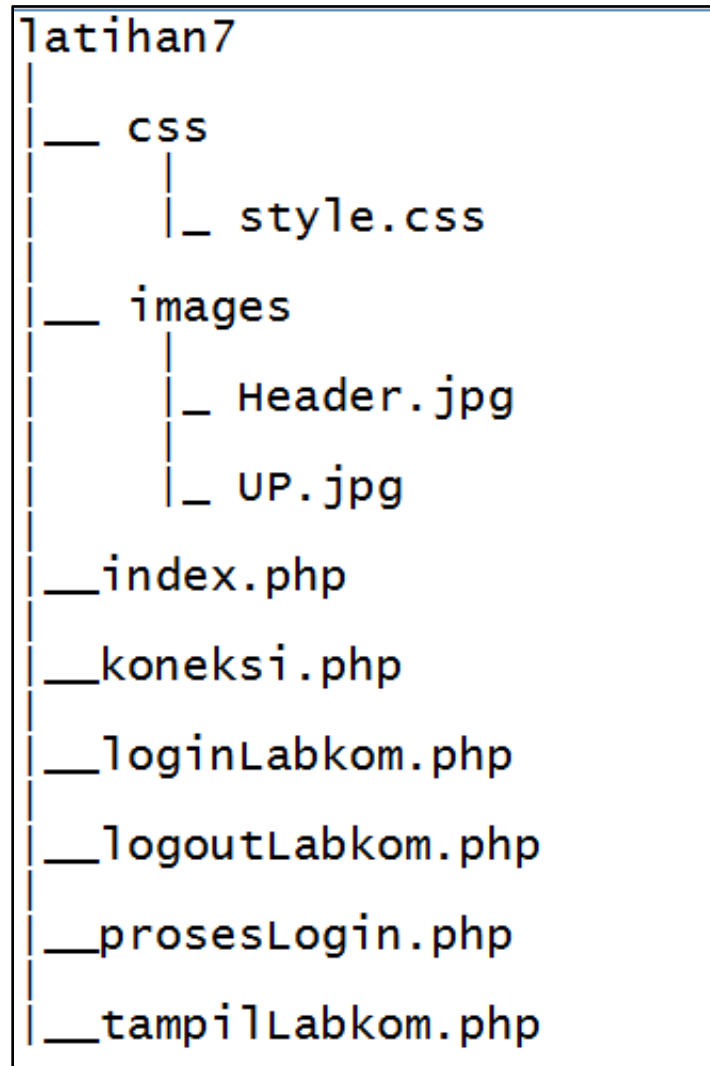 latihan7
|
|__ css
|     |
|     |_ style.css
|
|__ images
|     |
|     |_ Header.jpg
|     |
|     |_ UP.jpg
|
|__index.php
|
|__koneksi.php
|
|__loginLabkom.php
|
|__logoutLabkom.php
|
|__prosesLogin.php
|
|__tampilLabkom.php